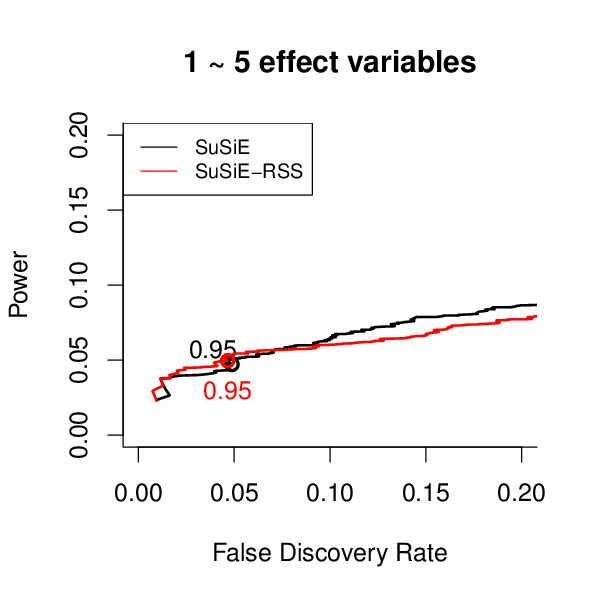 1 ~ 5 effect variables
SuSiE
SuSiE−RSS
Power
0.20
0.15
0.10
0.05
0.00
0.95
0.95
0.00 0.05 0.10 0.15 0.20
False Discovery Rate